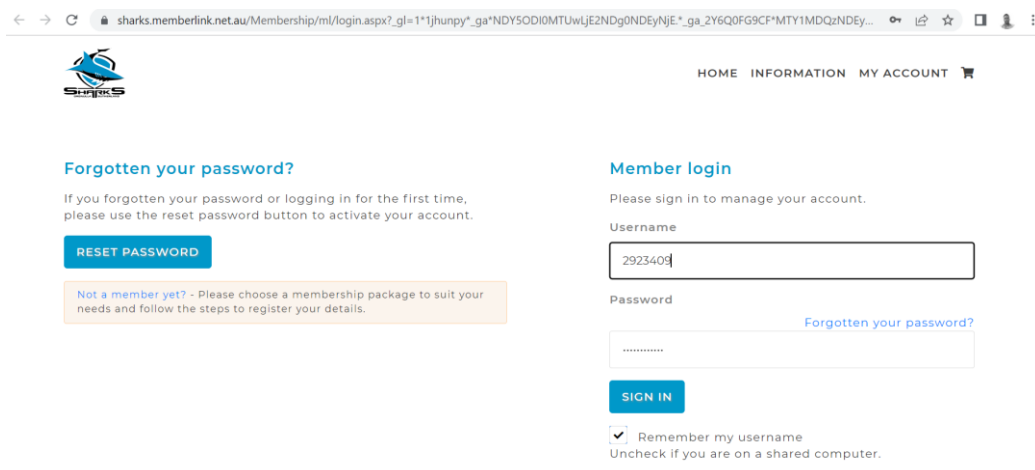 sharks.memberlink.net.au/Membership/ml/login.aspx?_gl=1*1jhunpy*_ga*NDY5ODI0MTUwLjE2NDg0NDEyNjE.*_ga_2Y6Q0FG9CF*MTY1MDQzNDEy...
SHARKS
HOME INFORMATION MY ACCOUNT
Forgotten your password?
If you forgotten your password or logging in for the first time,
please use the reset password button to activate your account.
RESET PASSWORD
Not a member yet? - Please choose a membership package to suit your
needs and follow the steps to register your details.
Member login
Please sign in to manage your account.
Username
2923409
Password
Forgotten your password?
············
SIGN IN
Remember my username
Uncheck if you are on a shared computer.